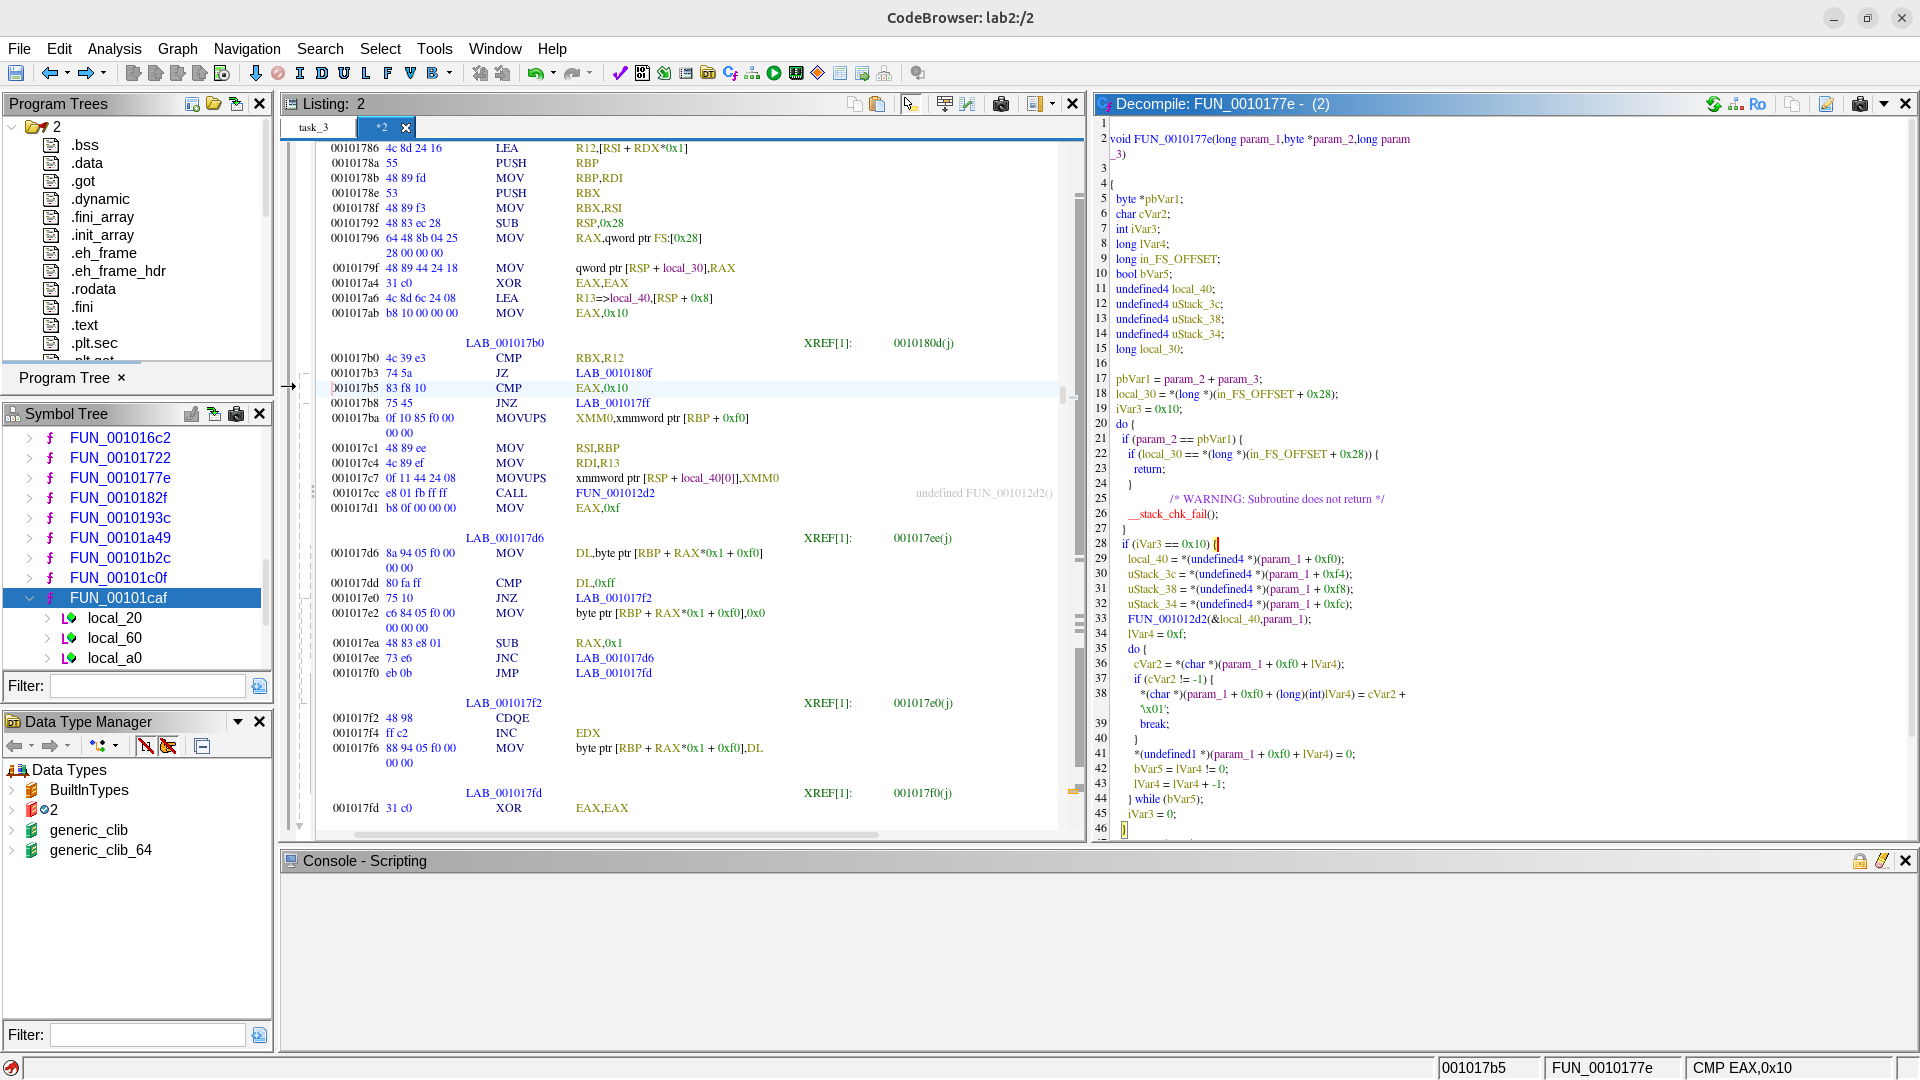 CodeBrowser: lab2:/2
File Edit Analysis Graph Navigation Search Select Tools Window Help
I D U L F V B
Program Trees
2
.bss
.data
.got
.dynamic
.fini_array
.init_array
.eh_frame
.eh_frame_hdr
.rodata
.fini
.text
.plt.sec
.plt.got
Program Tree ×
Symbol Tree
FUN_001016c2
FUN_00101722
FUN_0010177e
FUN_0010182f
FUN_0010193c
FUN_00101a49
FUN_00101b2c
FUN_00101c0f
FUN_00101caf
local_20
local_60
local_a0
Filter:
Data Type Manager
Data Types
BuiltInTypes
2
generic_clib
generic_clib_64
Filter:
Listing: 2
task_3 *2
00101786 4c 8d 24 16 LEA R12,[RSI + RDX*0x1]
0010178a 55 PUSH RBP
0010178b 48 89 fd MOV RBP,RDI
0010178e 53 PUSH RBX
0010178f 48 89 f3 MOV RBX,RSI
00101792 48 83 ec 28 SUB RSP,0x28
00101796 64 48 8b 04 25 MOV RAX,qword ptr FS:[0x28]
28 00 00 00
0010179f 48 89 44 24 18 MOV qword ptr [RSP + local_30],RAX
001017a4 31 c0 XOR EAX,EAX
001017a6 4c 8d 6c 24 08 LEA R13=>local_40,[RSP + 0x8]
001017ab b8 10 00 00 00 MOV EAX,0x10
LAB_001017b0 XREF[1]: 0010180d(j)
001017b0 4c 39 e3 CMP RBX,R12
001017b3 74 5a JZ LAB_0010180f
001017b5 83 f8 10 CMP EAX,0x10
001017b8 75 45 JNZ LAB_001017ff
001017ba 0f 10 85 f0 00 MOVUPS XMM0,xmmword ptr [RBP + 0xf0]
00 00
001017c1 48 89 ee MOV RSI,RBP
001017c4 4c 89 ef MOV RDI,R13
001017c7 0f 11 44 24 08 MOVUPS xmmword ptr [RSP + local_40[0]],XMM0
001017cc e8 01 fb ff ff CALL FUN_001012d2 undefined FUN_001012d2()
001017d1 b8 0f 00 00 00 MOV EAX,0xf
LAB_001017d6 XREF[1]: 001017ee(j)
001017d6 8a 94 05 f0 00 MOV DL,byte ptr [RBP + RAX*0x1 + 0xf0]
00 00
001017dd 80 fa ff CMP DL,0xff
001017e0 75 10 JNZ LAB_001017f2
001017e2 c6 84 05 f0 00 MOV byte ptr [RBP + RAX*0x1 + 0xf0],0x0
00 00 00
001017ea 48 83 e8 01 SUB RAX,0x1
001017ee 73 e6 JNC LAB_001017d6
001017f0 eb 0b JMP LAB_001017fd
LAB_001017f2 XREF[1]: 001017e0(j)
001017f2 48 98 CDQE
001017f4 ff c2 INC EDX
001017f6 88 94 05 f0 00 MOV byte ptr [RBP + RAX*0x1 + 0xf0],DL
00 00
LAB_001017fd XREF[1]: 001017f0(j)
001017fd 31 c0 XOR EAX,EAX
Decompile: FUN_0010177e - (2)
Ro
1
2 void FUN_0010177e(long param_1,byte *param_2,long param
_3)
3
4 {
5 byte *pbVar1;
6 char cVar2;
7 int iVar3;
8 long lVar4;
9 long in_FS_OFFSET;
10 bool bVar5;
11 undefined4 local_40;
12 undefined4 uStack_3c;
13 undefined4 uStack_38;
14 undefined4 uStack_34;
15 long local_30;
16
17 pbVar1 = param_2 + param_3;
18 local_30 = *(long *)(in_FS_OFFSET + 0x28);
19 iVar3 = 0x10;
20 do {
21 if (param_2 == pbVar1) {
22 if (local_30 == *(long *)(in_FS_OFFSET + 0x28)) {
23 return;
24 }
25 /* WARNING: Subroutine does not return */
26 __stack_chk_fail();
27 }
28 if (iVar3 == 0x10) {
29 local_40 = *(undefined4 *)(param_1 + 0xf0);
30 uStack_3c = *(undefined4 *)(param_1 + 0xf4);
31 uStack_38 = *(undefined4 *)(param_1 + 0xf8);
32 uStack_34 = *(undefined4 *)(param_1 + 0xfc);
33 FUN_001012d2(&local_40,param_1);
34 lVar4 = 0xf;
35 do {
36 cVar2 = *(char *)(param_1 + 0xf0 + lVar4);
37 if (cVar2 != -1) {
38 *(char *)(param_1 + 0xf0 + (long)(int)lVar4) = cVar2 +
'\x01';
39 break;
40 }
41 *(undefined1 *)(param_1 + 0xf0 + lVar4) = 0;
42 bVar5 = lVar4 != 0;
43 lVar4 = lVar4 + -1;
44 } while (bVar5);
45 iVar3 = 0;
46 }
Console - Scripting
001017b5 FUN_0010177e CMP EAX,0x10